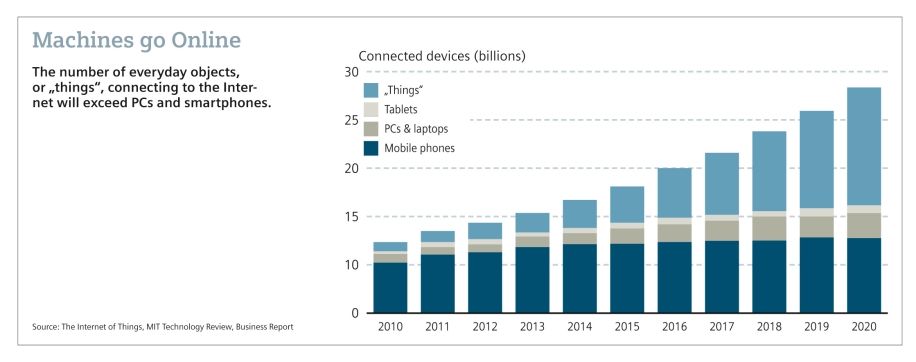 Machines go Online
The number of everyday objects,
or „things“, connecting to the Inter-
net will exceed PCs and smartphones.
Source: The Internet of Things, MIT Technology Review, Business Report
Connected devices (billions)
30
25
20
15
10
0
„Things“
Tablets
PCs & laptops
Mobile phones
2010 2011 2012 2013 2014 2015 2016 2017 2018 2019 2020